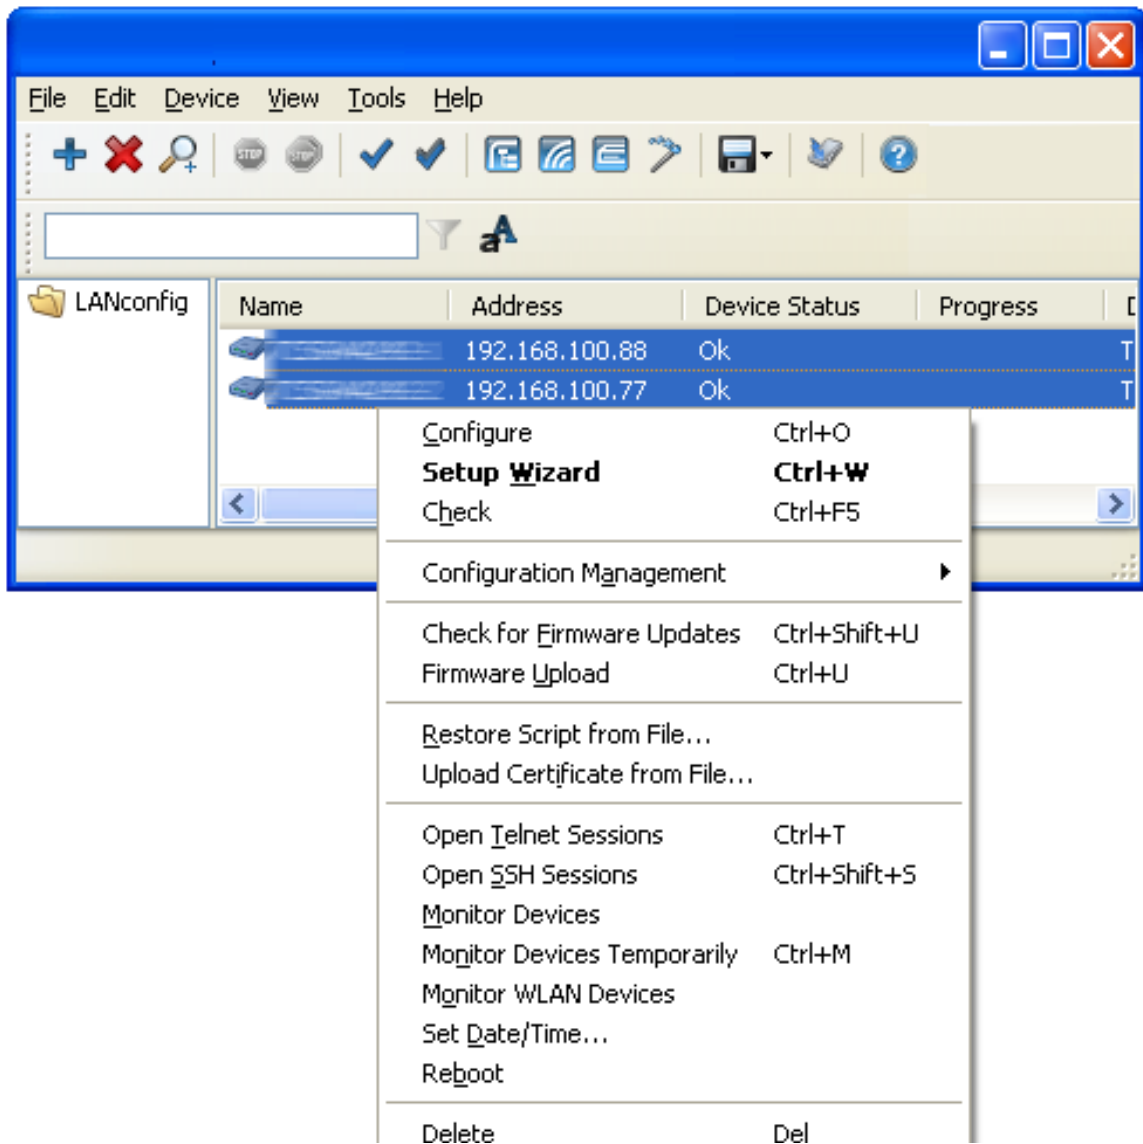 File Edit Device View Tools Help
STOP STOP
aA
LANconfig
Name Address Device Status Progress
192.168.100.88 Ok T
192.168.100.77 Ok T
Configure Ctrl+O
Setup Wizard Ctrl+W
Check Ctrl+F5
Configuration Management
Check for Firmware Updates Ctrl+Shift+U
Firmware Upload Ctrl+U
Restore Script from File...
Upload Certificate from File...
Open Telnet Sessions Ctrl+T
Open SSH Sessions Ctrl+Shift+S
Monitor Devices
Monitor Devices Temporarily Ctrl+M
Monitor WLAN Devices
Set Date/Time...
Reboot
Delete Del